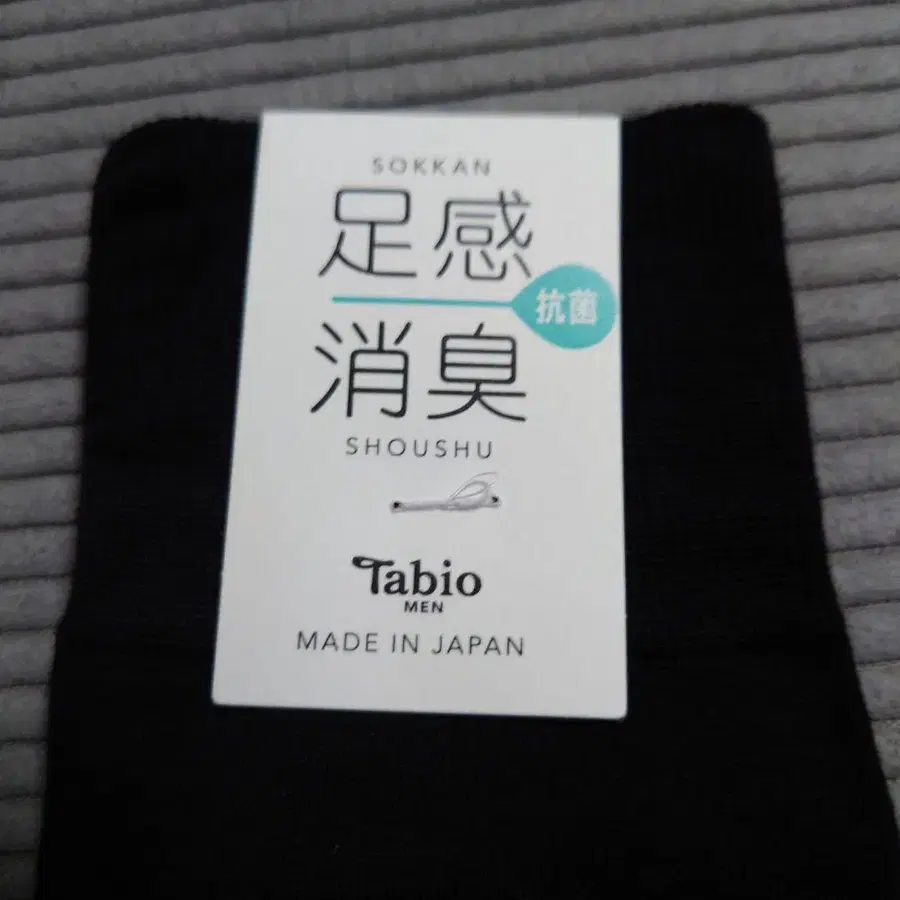 SOKKAN
足感
抗菌
消臭
SHOUSHU
Tabio
MEN
MADE IN JAPAN